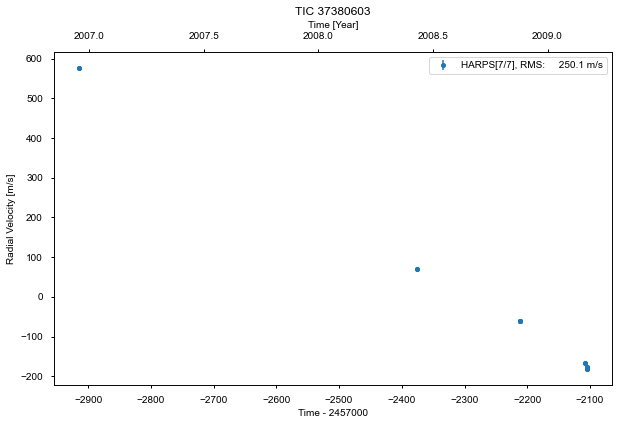 TIC 37380603
Time [Year]
2007.0 2007.5 2008.0 2008.5 2009.0
HARPS[7/7], RMS: 250.1 m/s
600
500
400
300
200
100
0
−100
−200
Radial Velocity [m/s]
−2900 −2800 −2700 −2600 −2500 −2400 −2300 −2200 −2100
Time - 2457000